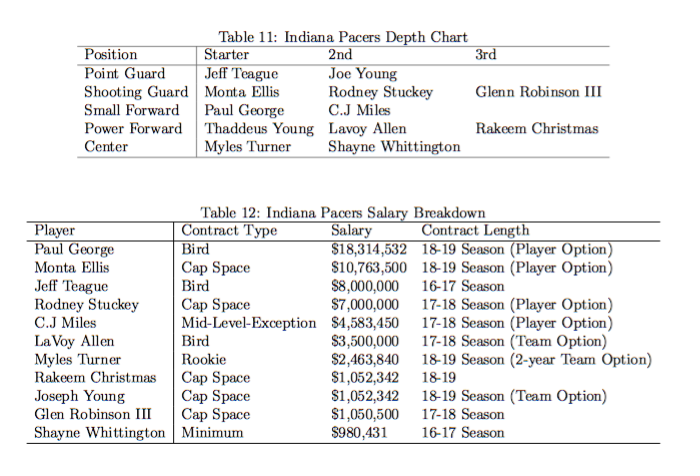 Table 11: Indiana Pacers Depth Chart
Position Starter 2nd 3rd
Point Guard Jeff Teague Joe Young
Shooting Guard Monta Ellis Rodney Stuckey Glenn Robinson III
Small Forward Paul George C.J Miles
Power Forward Thaddeus Young Lavoy Allen Rakeem Christmas
Center Myles Turner Shayne Whittington
Table 12: Indiana Pacers Salary Breakdown
Player Contract Type Salary Contract Length
Paul George Bird $18,314,532 18-19 Season (Player Option)
Monta Ellis Cap Space $10,763,500 18-19 Season (Player Option)
Jeff Teague Bird $8,000,000 16-17 Season
Rodney Stuckey Cap Space $7,000,000 17-18 Season (Player Option)
C.J Miles Mid-Level-Exception $4,583,450 17-18 Season (Player Option)
LaVoy Allen Bird $3,500,000 17-18 Season (Team Option)
Myles Turner Rookie $2,463,840 18-19 Season (2-year Team Option)
Rakeem Christmas Cap Space $1,052,342 18-19
Joseph Young Cap Space $1,052,342 18-19 Season (Team Option)
Glen Robinson III Cap Space $1,050,500 17-18 Season
Shayne Whittington Minimum $980,431 16-17 Season